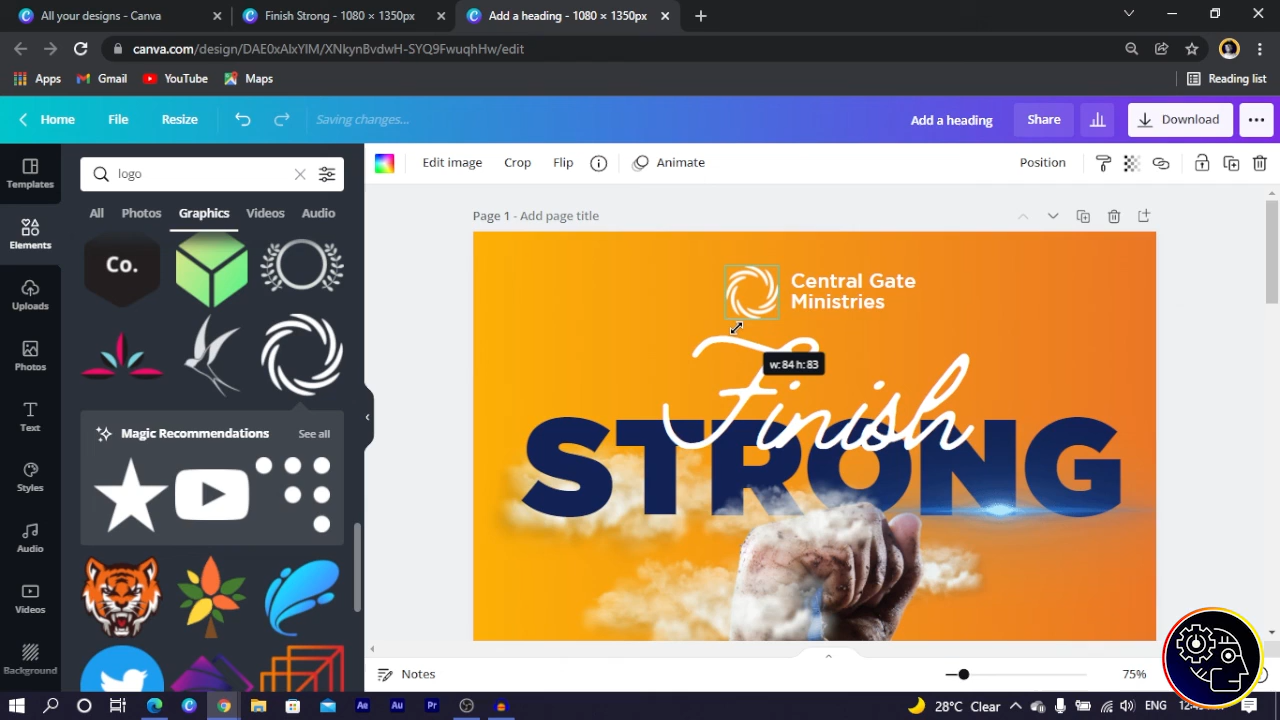 All your designs - Canva
Finish Strong - 1080 × 1350px
Add a heading - 1080 × 1350px
canva.com/design/DAE0xAlxYlM/XNkynBvdwH-SYQ9FwuqhHw/edit
Apps
Gmail
YouTube
Maps
Reading list
Home
File
Resize
Saving changes...
Add a heading
Share
Download
Templates
Elements
Uploads
Photos
Text
Styles
Audio
Videos
Background
logo
All
Photos
Graphics
Videos
Audio
Co.
Magic Recommendations
See all
Edit image
Crop
Flip
Animate
Position
Page 1 - Add page title
Central Gate
Ministries
w: 84 h: 83
Finish
STRONG
Notes
75%
Ae
Au
Pr
28°C Clear
ENG